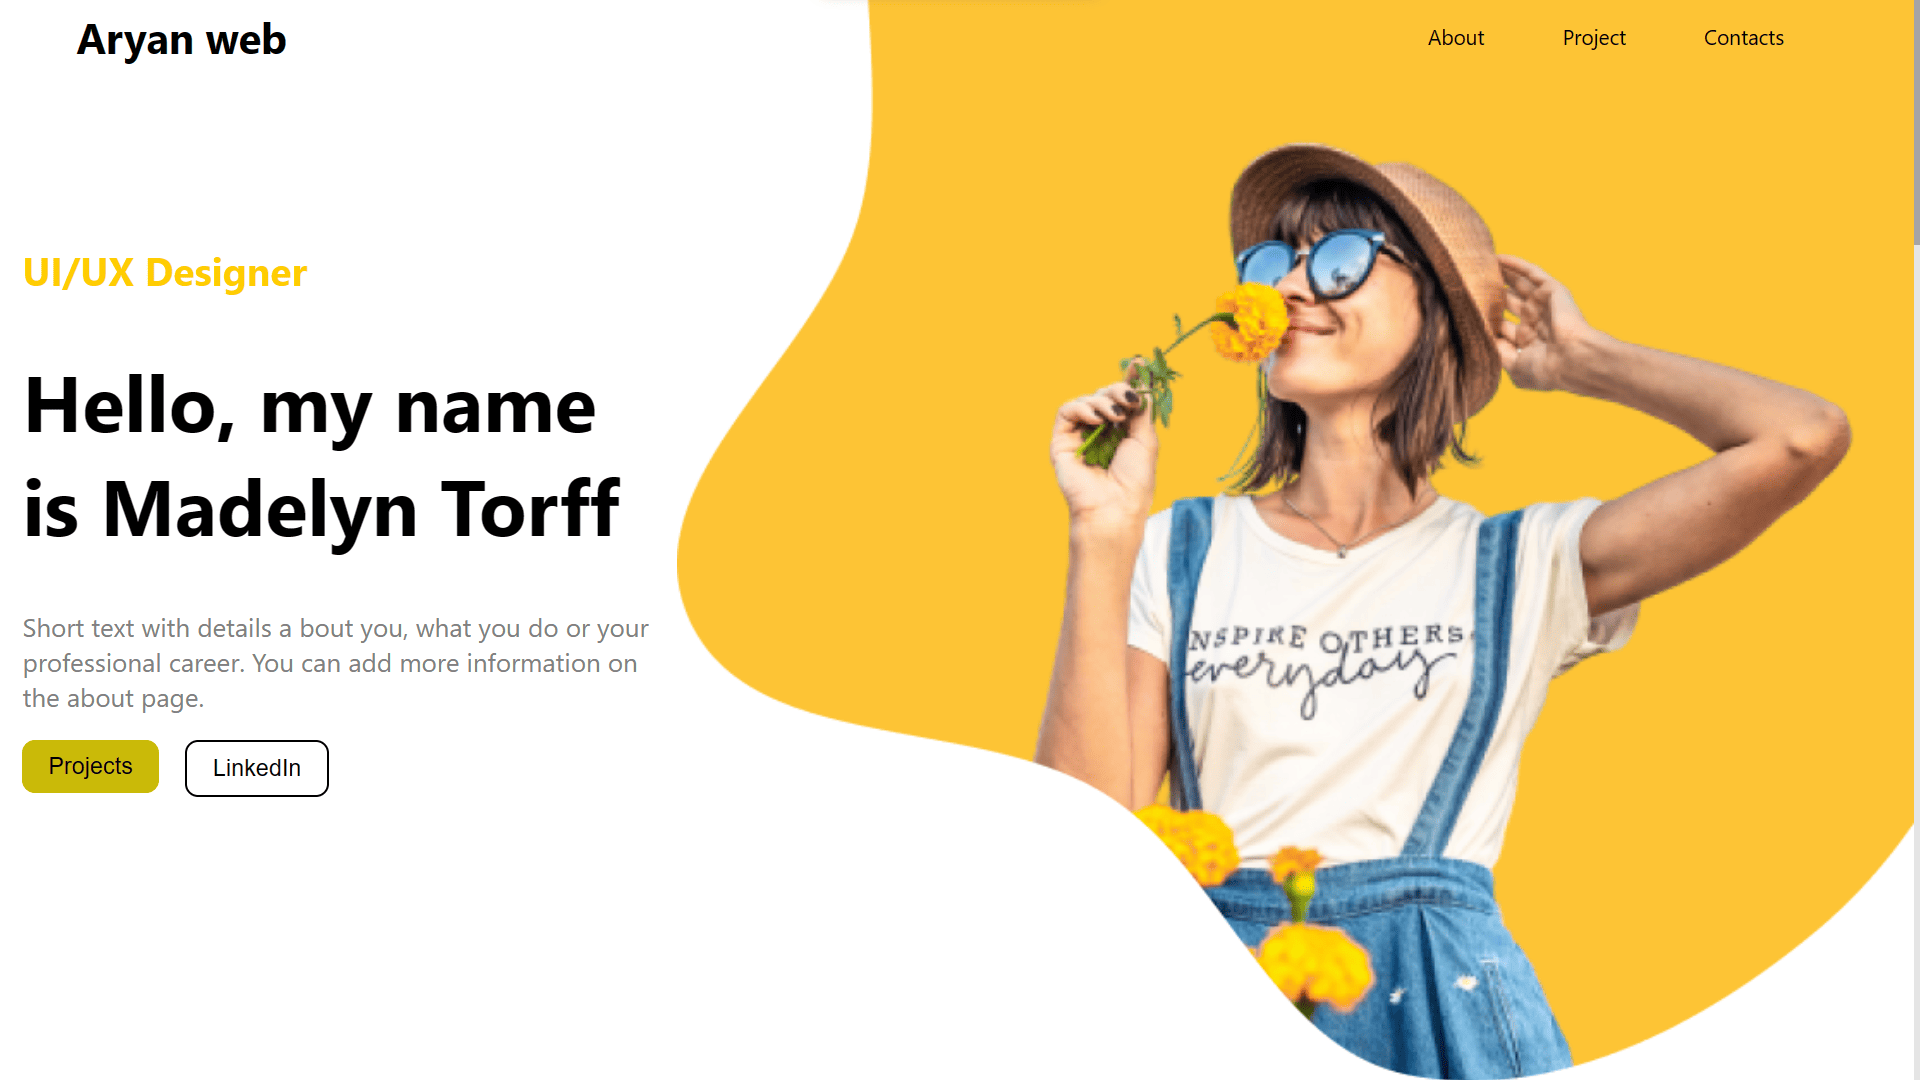 Aryan web
About
Project
Contacts
UI/UX Designer
Hello, my name
is Madelyn Torff
Short text with details a bout you, what you do or your
professional career. You can add more information on
the about page.
Projects
LinkedIn
NSPIRE OTHERS
everyday